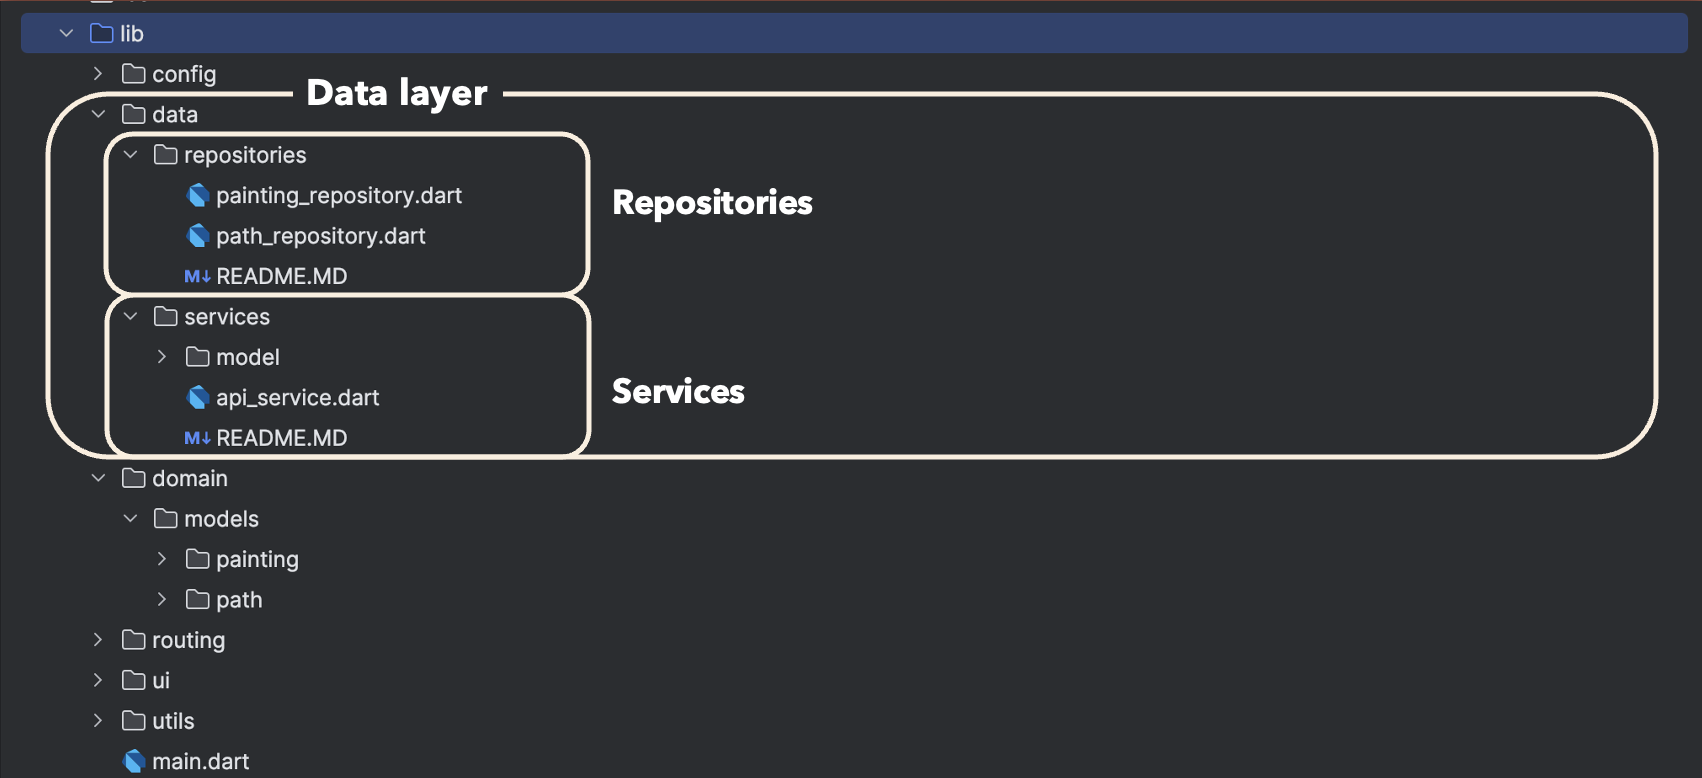 lib
config
Data layer
data
repositories
painting_repository.dart
Repositories
path_repository.dart
M↓ README.MD
services
model
Services
api_service.dart
M↓ README.MD
domain
models
painting
path
routing
ui
utils
main.dart